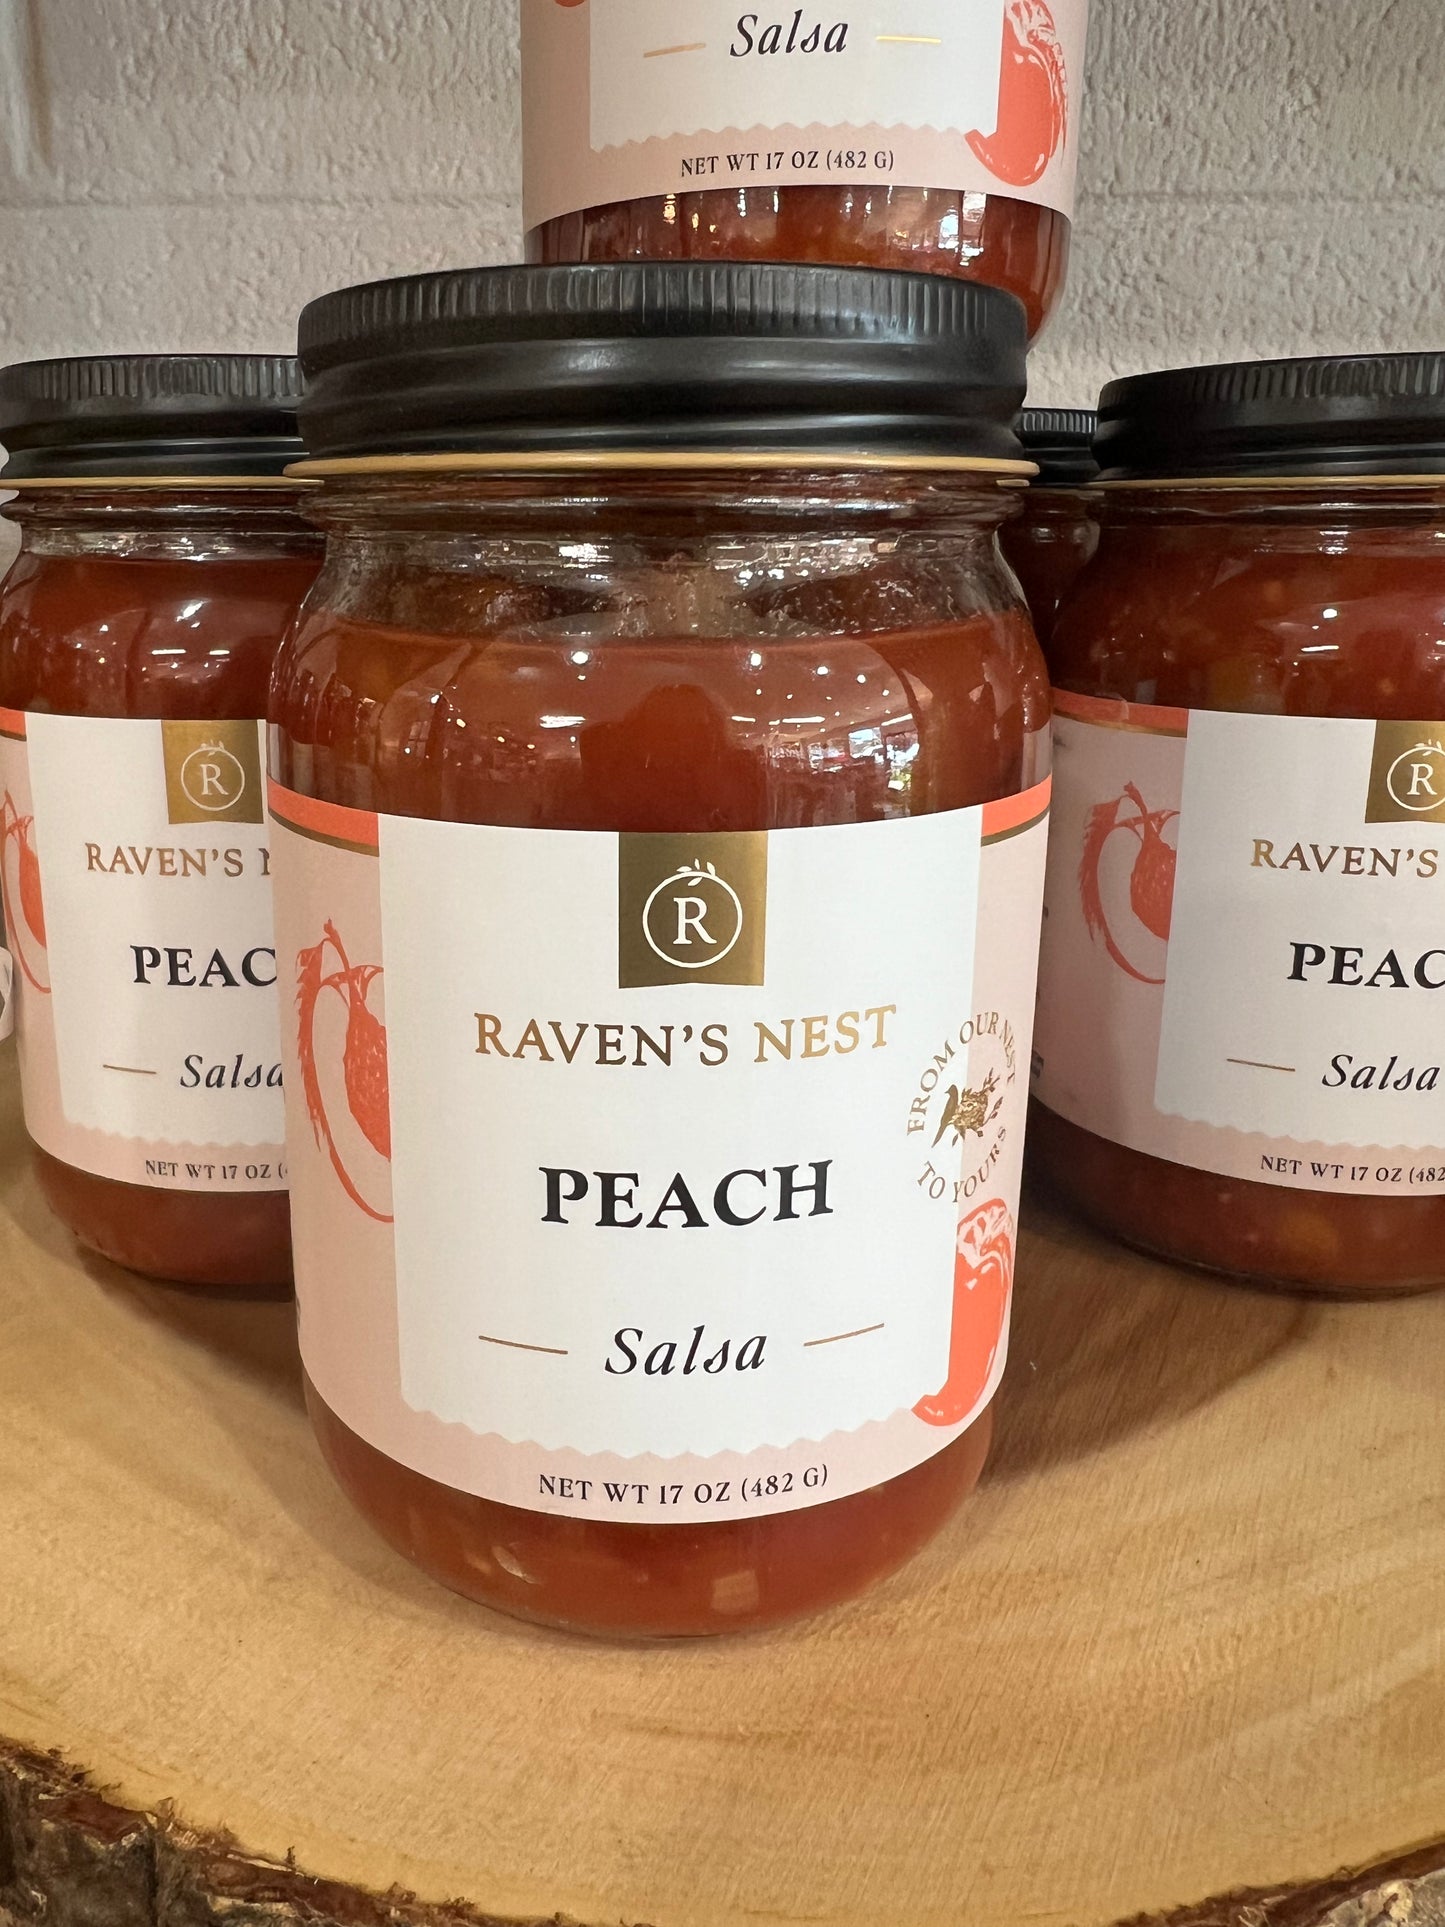 Salsa
NET WT 17 OZ (482 G)
R
RAVEN'S
PEAC
Salsa
NET WT 17 OZ (
R
RAVEN'S NEST
FROM OUR NEST
TO YOURS
PEACH
Salsa
NET WT 17 OZ (482 G)
R
RAVEN'S
PEAC
Salsa
NET WT 17 OZ (482